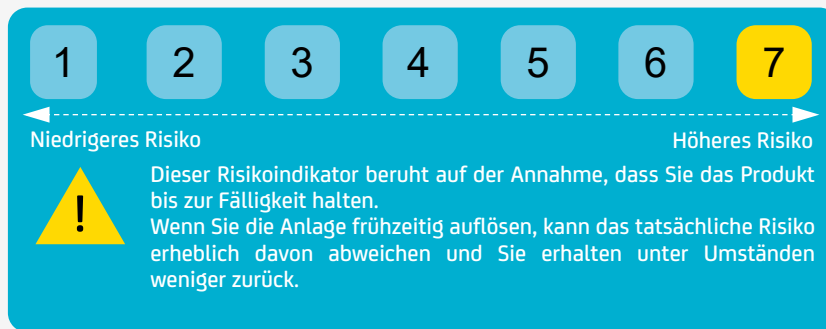 1 2 3 4 5 6 7
Niedrigeres Risiko Höheres Risiko
Dieser Risikoindikator beruht auf der Annahme, dass Sie das Produkt
bis zur Fälligkeit halten.
Wenn Sie die Anlage frühzeitig auflösen, kann das tatsächliche Risiko
erheblich davon abweichen und Sie erhalten unter Umständen
weniger zurück.
!